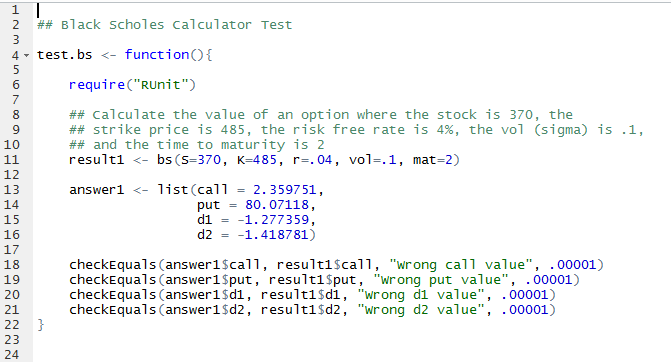 1
2 ## Black Scholes Calculator Test
3
4 test.bs <- function(){
5
6 require("RUnit")
7
8 ## Calculate the value of an option where the stock is 370, the
9 ## strike price is 485, the risk free rate is 4%, the vol (sigma) is .1,
10 ## and the time to maturity is 2
11 result1 <- bs(S=370, K=485, r=.04, vol=.1, mat=2)
12
13 answer1 <- list(call = 2.359751,
14 put = 80.07118,
15 d1 = -1.277359,
16 d2 = -1.418781)
17
18 checkEquals(answer1$call, result1$call, "Wrong call value", .00001)
19 checkEquals(answer1$put, result1$put, "Wrong put value", .00001)
20 checkEquals(answer1$d1, result1$d1, "Wrong d1 value", .00001)
21 checkEquals(answer1$d2, result1$d2, "Wrong d2 value", .00001)
22 }
23
24